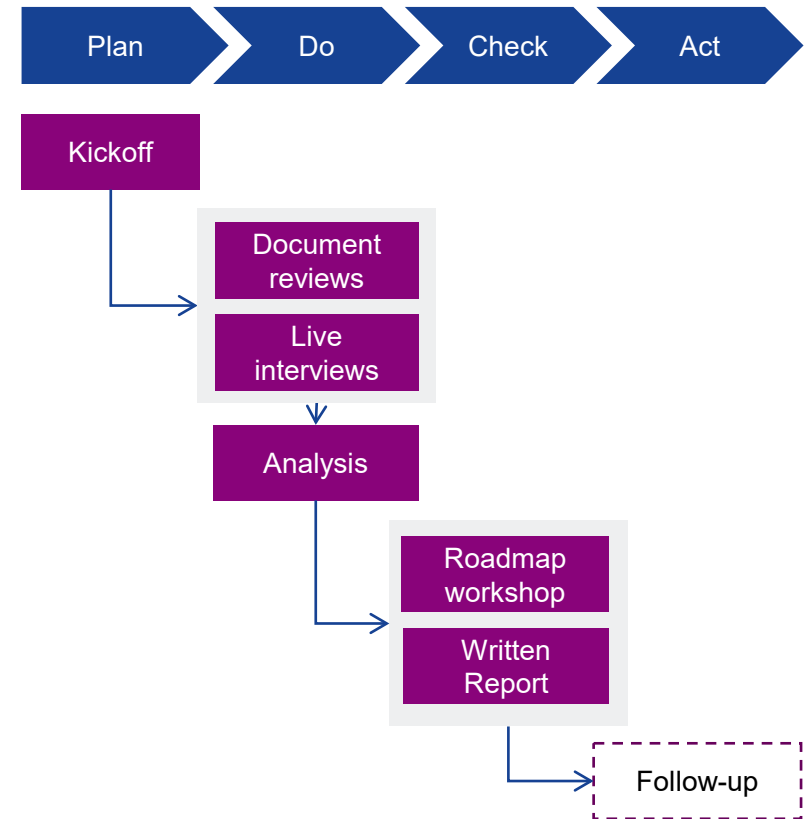 Plan
Do
Check
Act
Kickoff
Document
reviews
Live
interviews
Analysis
Roadmap
workshop
Written
Report
Follow-up